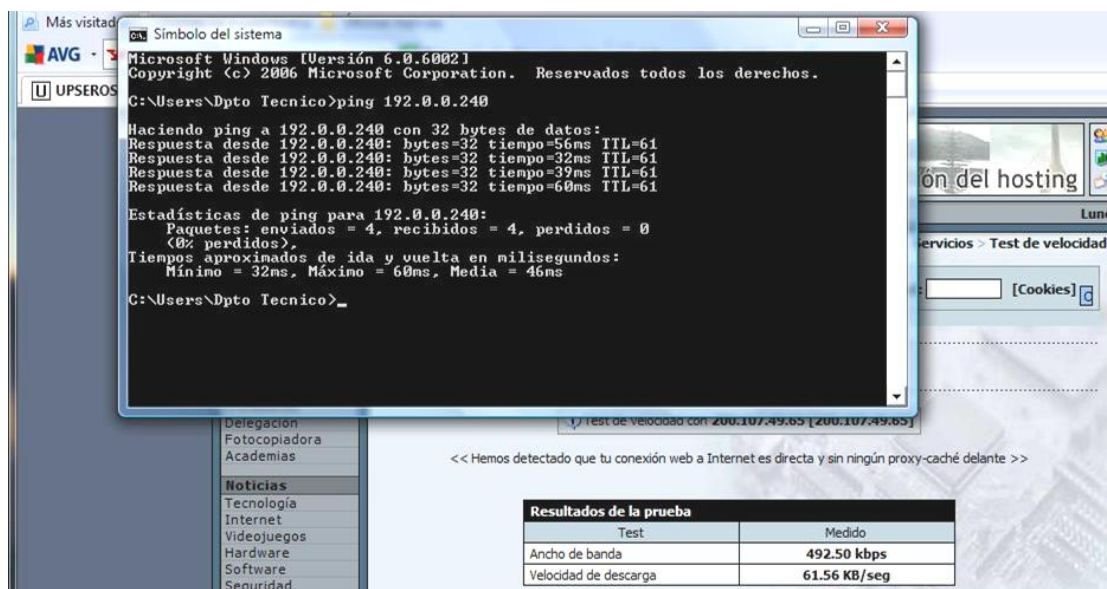 Más visitad
AVG
UPSEROS
Símbolo del sistema
Microsoft Windows [Versión 6.0.6002]
Copyright (c) 2006 Microsoft Corporation. Reservados todos los derechos.
C:\Users\Dpto Tecnico>ping 192.0.0.240
Haciendo ping a 192.0.0.240 con 32 bytes de datos:
Respuesta desde 192.0.0.240: bytes=32 tiempo=56ms TTL=61
Respuesta desde 192.0.0.240: bytes=32 tiempo=32ms TTL=61
Respuesta desde 192.0.0.240: bytes=32 tiempo=39ms TTL=61
Respuesta desde 192.0.0.240: bytes=32 tiempo=60ms TTL=61
Estadísticas de ping para 192.0.0.240:
Paquetes: enviados = 4, recibidos = 4, perdidos = 0
(0% perdidos),
Tiempos aproximados de ida y vuelta en milisegundos:
Mínimo = 32ms, Máximo = 60ms, Media = 46ms
C:\Users\Dpto Tecnico>_
ón del hosting
Lun
Servicios > Test de velocidad
[Cookies]
Delegación
Fotocopiadora
Academias
Test de velocidad con 200.107.49.65 [200.107.49.65]
<< Hemos detectado que tu conexión web a Internet es directa y sin ningún proxy-caché delante >>
Noticias
Tecnología
Internet
Videojuegos
Hardware
Software
Seguridad
Resultados de la prueba
Test Medido
Ancho de banda 492.50 kbps
Velocidad de descarga 61.56 KB/seg